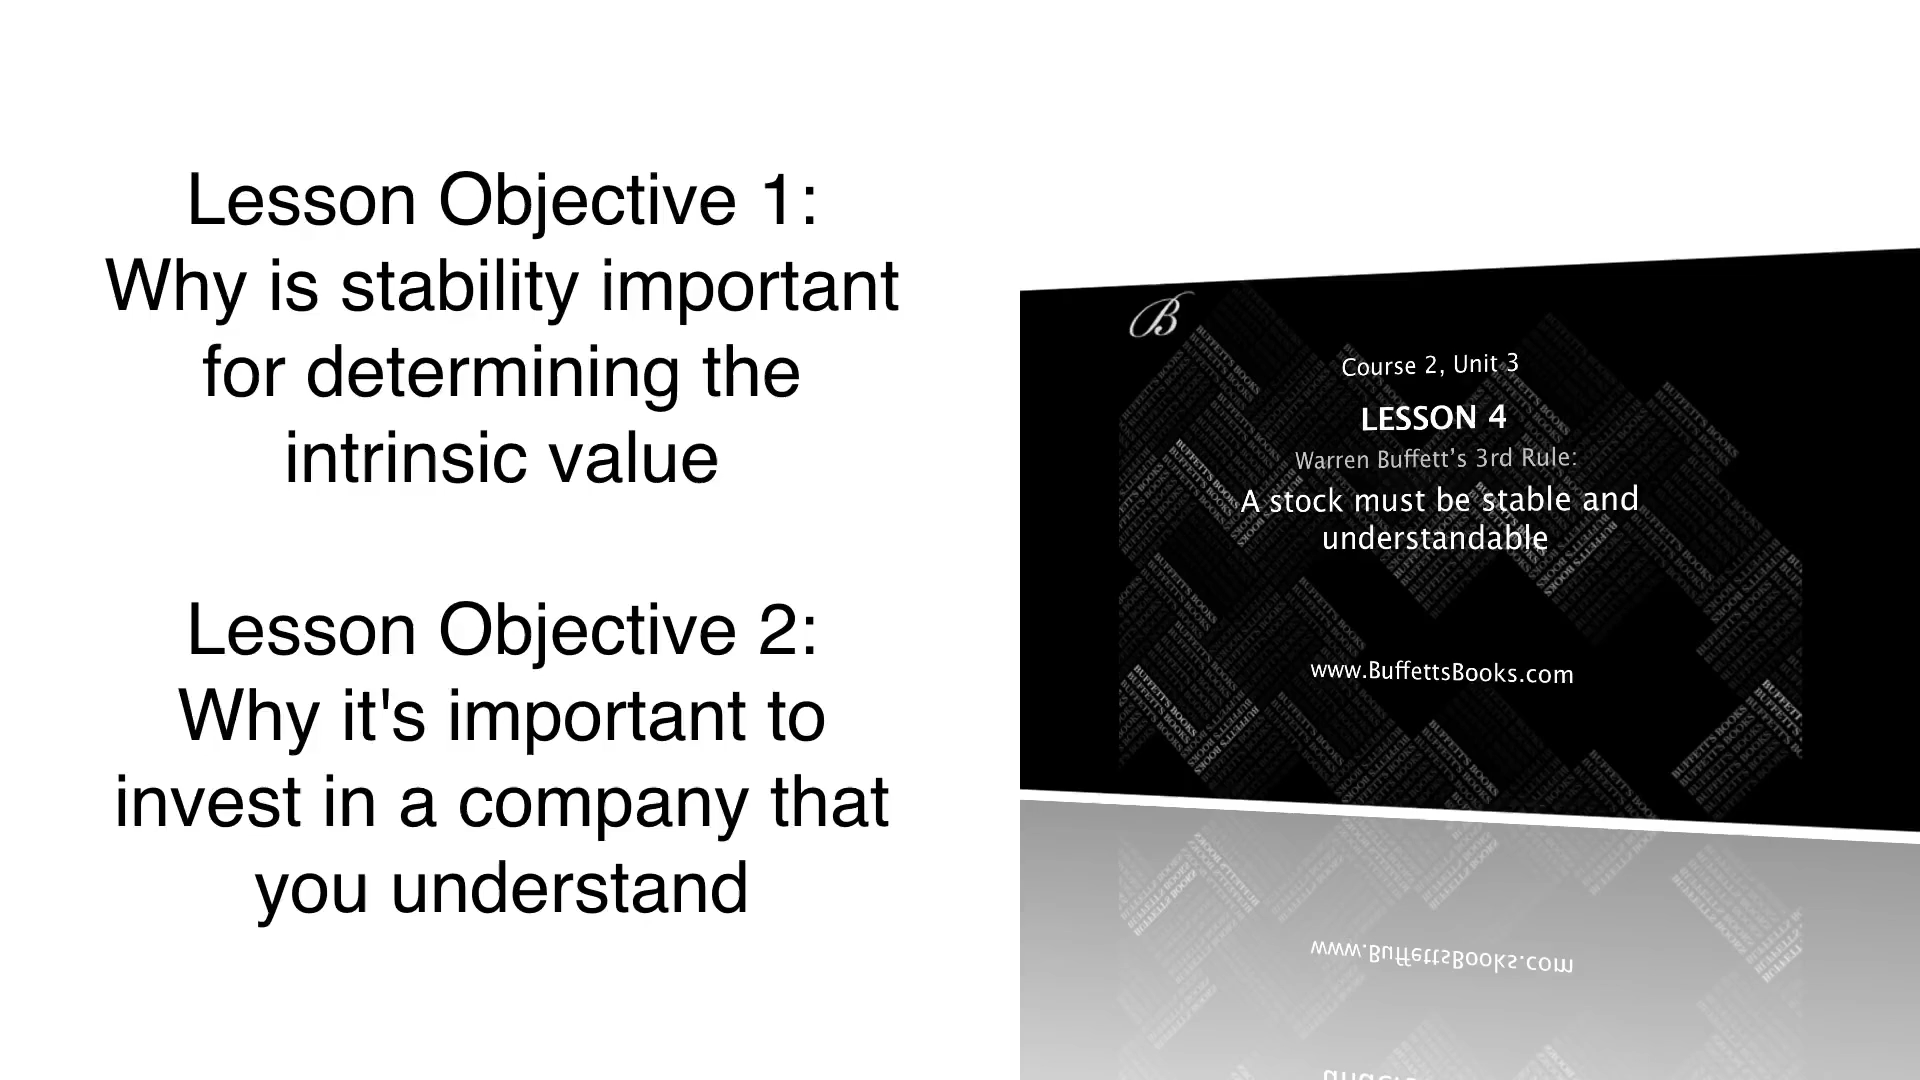 Lesson Objective 1:
Why is stability important
for determining the
intrinsic value
Lesson Objective 2:
Why it's important to
invest in a company that
you understand
B
Course 2, Unit 3
LESSON 4
Warren Buffett’s 3rd Rule:
A stock must be stable and
understandable
www.BuffettsBooks.com